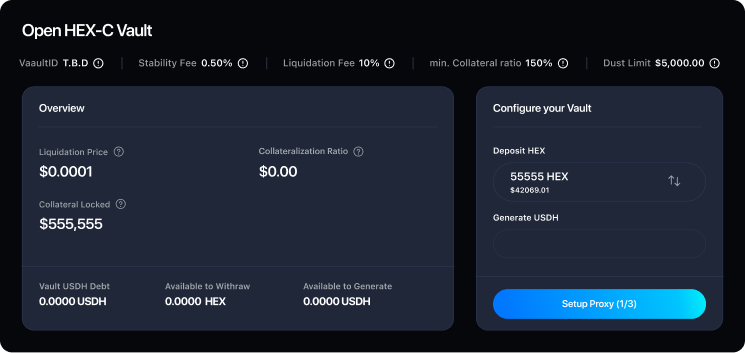 Open HEX-C Vault
VaaultID T.B.D
Stability Fee 0.50%
Liquidation Fee 10%
min. Collateral ratio 150%
Dust Limit $5,000.00
Overview
Liquidation Price
Collateralization Ratio
$0.0001
$0.00
Collateral Locked
$555,555
Vault USDH Debt
Available to Withraw
Available to Generate
0.0000 USDH
0.0000 HEX
0.0000 USDH
Configure your Vault
Deposit HEX
55555 HEX
$42069.01
Generate USDH
Setup Proxy (1/3)